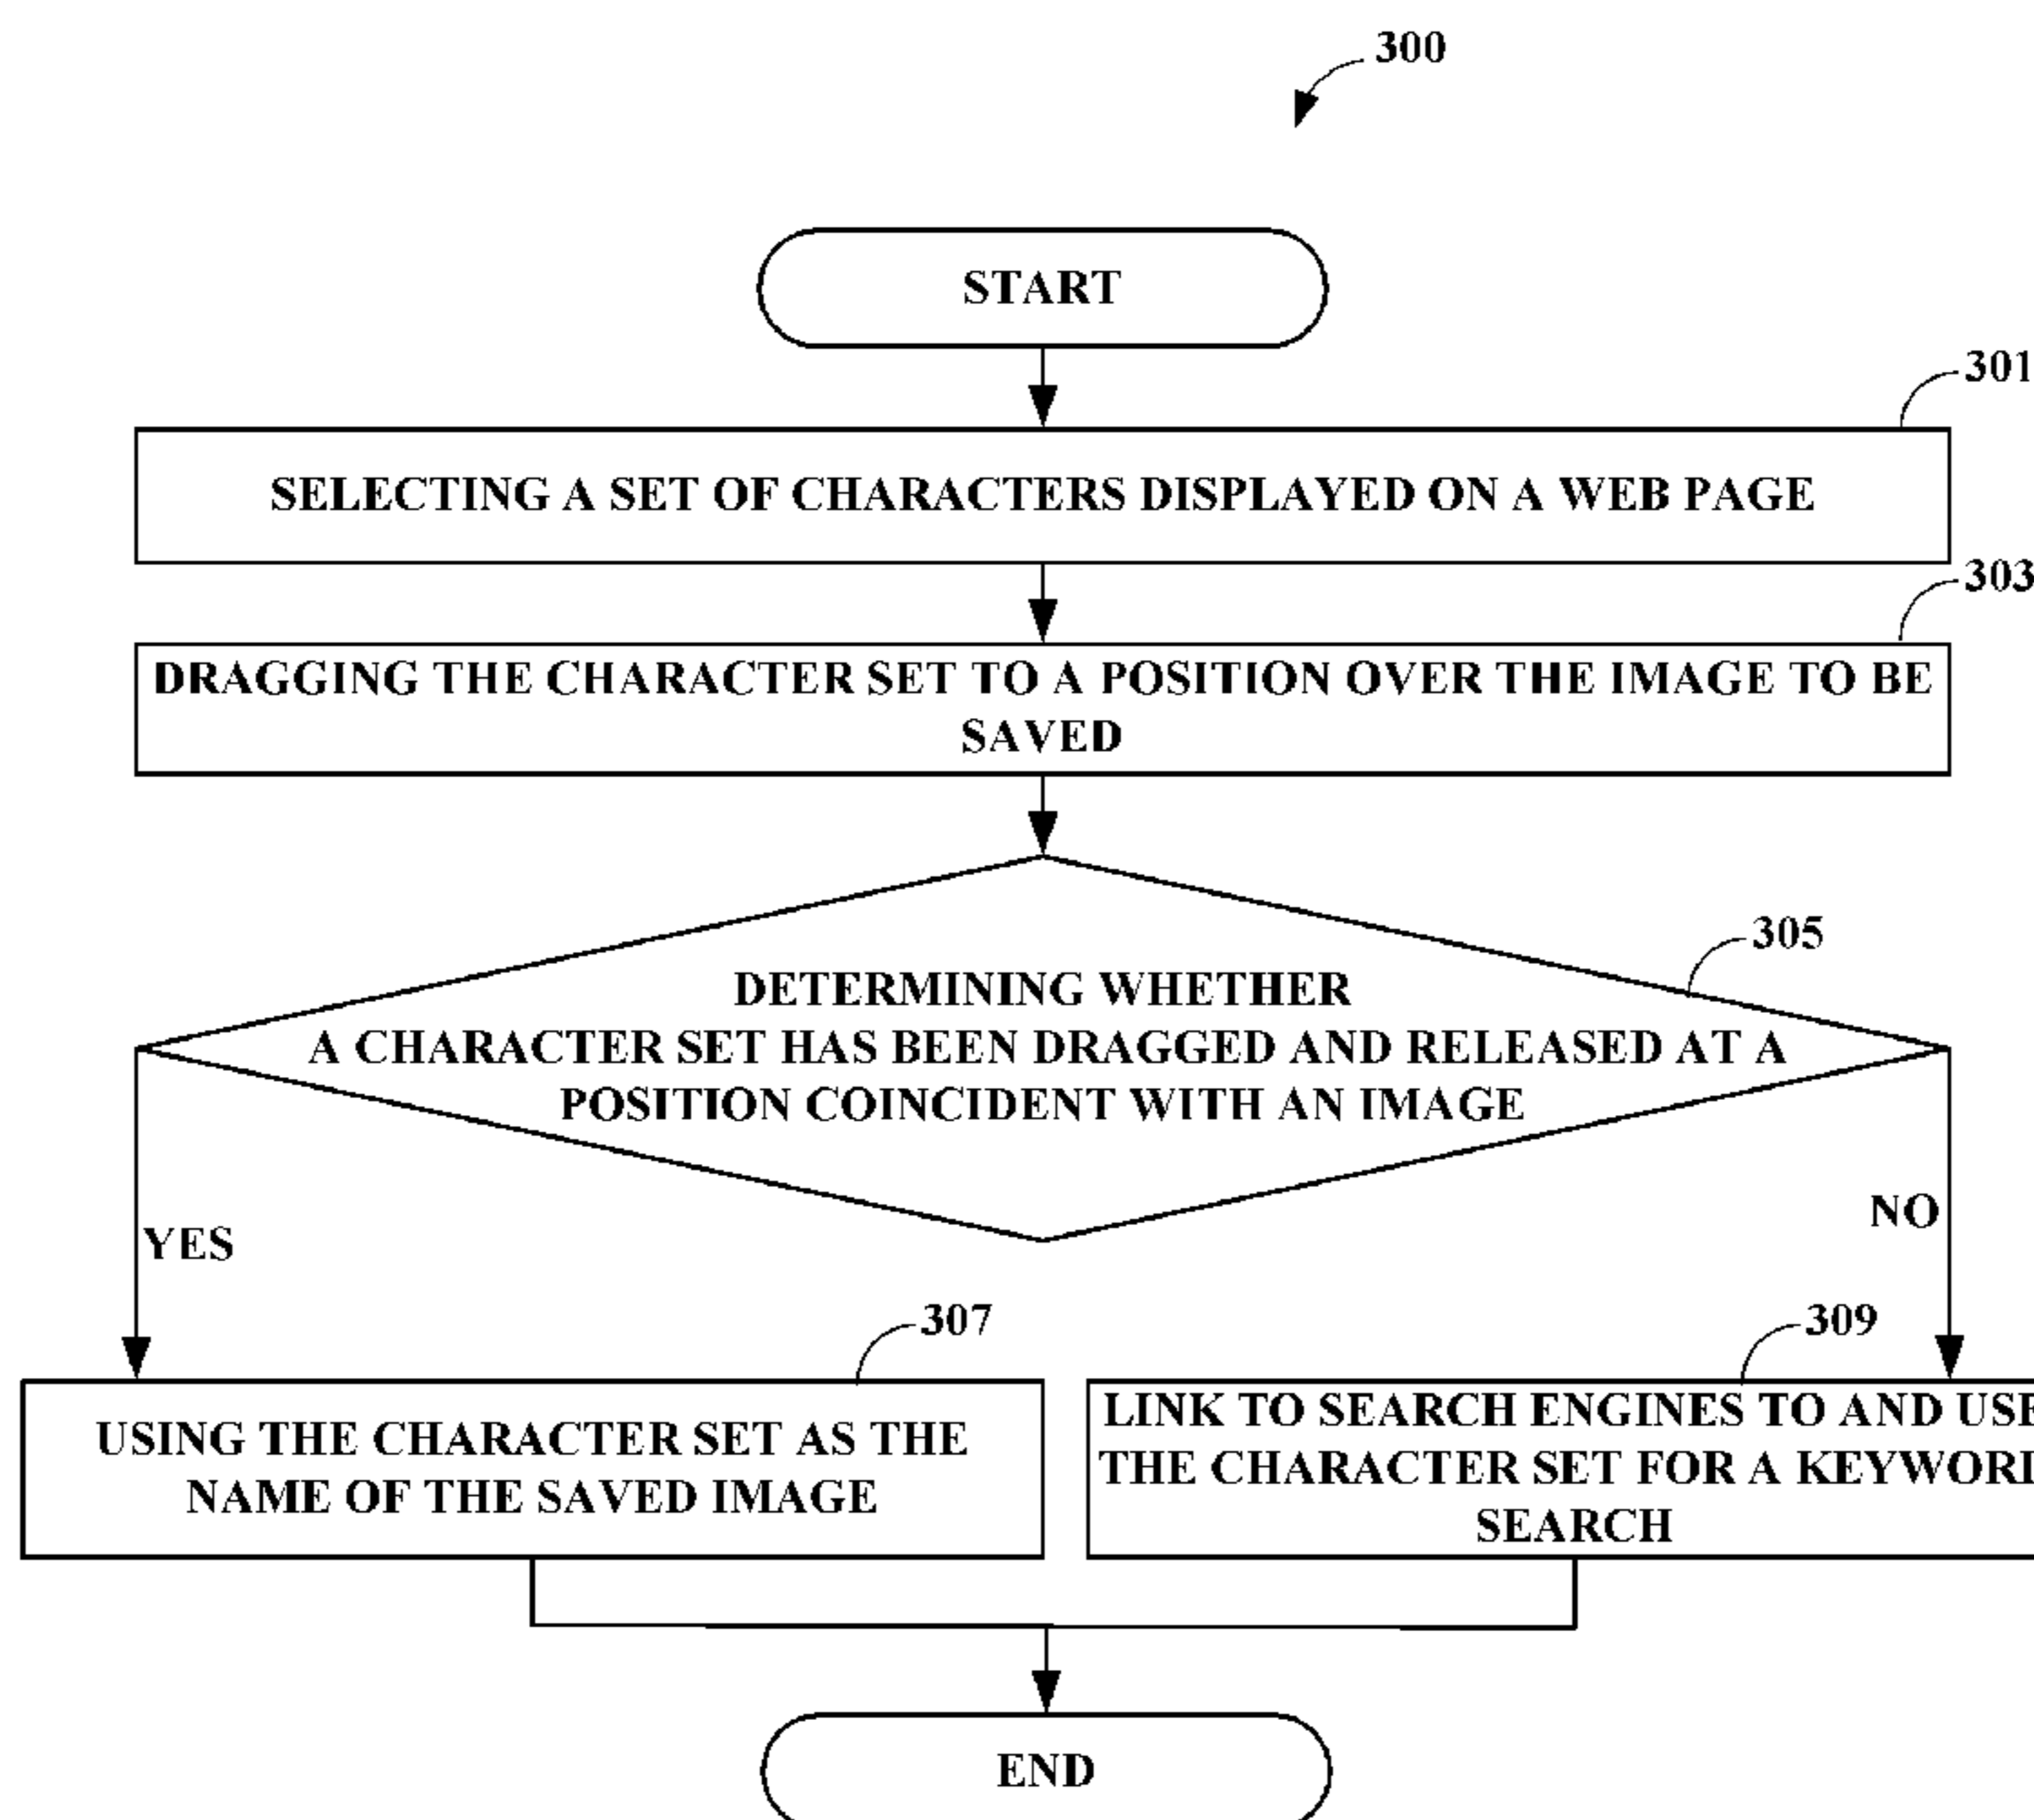 300
START
301
SELECTING A SET OF CHARACTERS DISPLAYED ON A WEB PAGE
303
DRAGGING THE CHARACTER SET TO A POSITION OVER THE IMAGE TO BE
SAVED
305
DETERMINING WHETHER
A CHARACTER SET HAS BEEN DRAGGED AND RELEASED AT A
POSITION COINCIDENT WITH AN IMAGE
YES
NO
307
USING THE CHARACTER SET AS THE
NAME OF THE SAVED IMAGE
309
LINK TO SEARCH ENGINES TO AND USE
THE CHARACTER SET FOR A KEYWORD
SEARCH
END